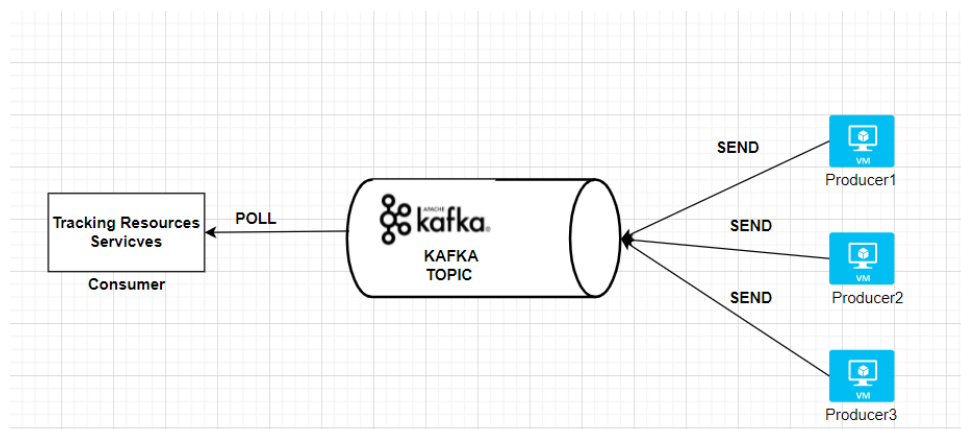 Tracking Resources
Servicves
Consumer
POLL
APACHE
kafka®
KAFKA
TOPIC
SEND
SEND
SEND
VM
Producer1
VM
Producer2
VM
Producer3